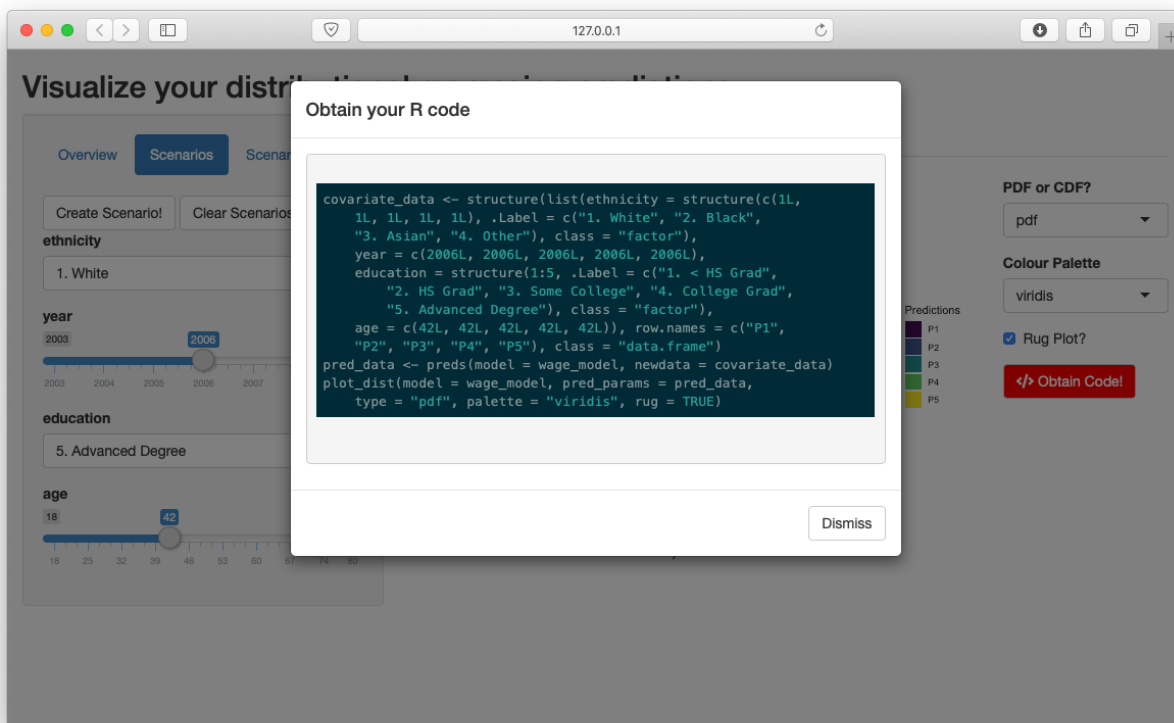 127.0.0.1
Visualize your distri
Obtain your R code
Overview
Scenarios
Scenar
Create Scenario!
Clear Scenarios
ethnicity
1. White
year
2003
2006
2003 2004 2005 2006 2007
education
5. Advanced Degree
age
18
42
18 25 32 39 46 53 60 67 74 80
covariate_data <- structure(list(ethnicity = structure(c(1L,
1L, 1L, 1L, 1L), .Label = c("1. White", "2. Black",
"3. Asian", "4. Other"), class = "factor"),
year = c(2006L, 2006L, 2006L, 2006L, 2006L),
education = structure(1:5, .Label = c("1. < HS Grad",
"2. HS Grad", "3. Some College", "4. College Grad",
"5. Advanced Degree"), class = "factor"),
age = c(42L, 42L, 42L, 42L, 42L)), row.names = c("P1",
"P2", "P3", "P4", "P5"), class = "data.frame")
pred_data <- preds(model = wage_model, newdata = covariate_data)
plot_dist(model = wage_model, pred_params = pred_data,
type = "pdf", palette = "viridis", rug = TRUE)
Dismiss
Predictions
P1
P2
P3
P4
P5
PDF or CDF?
pdf
Colour Palette
viridis
Rug Plot?
</> Obtain Code!